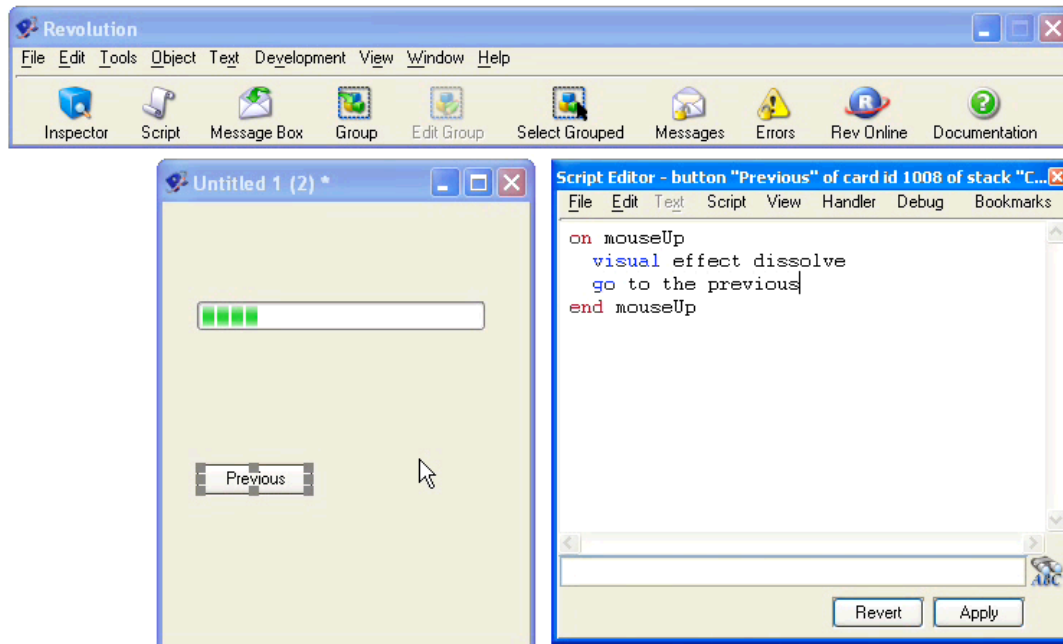 Revolution
File Edit Tools Object Text Development View Window Help
Inspector Script Message Box Group Edit Group Select Grouped Messages Errors Rev Online Documentation
Untitled 1 (2) *
Previous
Script Editor - button "Previous" of card id 1008 of stack "C...
File Edit Text Script View Handler Debug Bookmarks
on mouseUp
visual effect dissolve
go to the previous
end mouseUp
ABC
Revert Apply